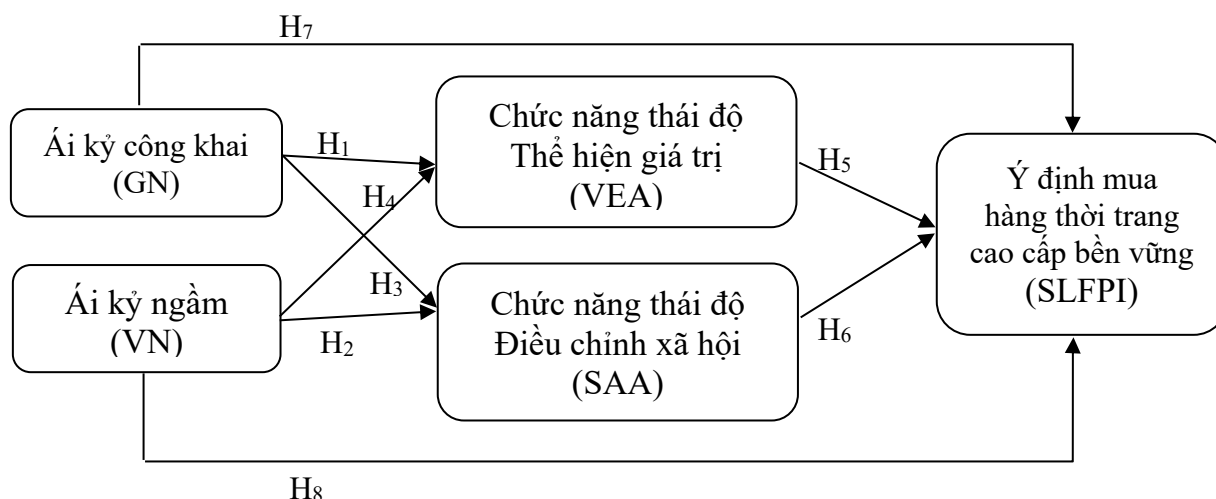 H₇
Ái kỷ công khai
(GN)
H₁
Chức năng thái độ
Thể hiện giá trị
(VEA)
H₅
Ý định mua
hàng thời trang
cao cấp bền vững
(SLFPI)
H₄
H₃
Ái kỷ ngầm
(VN)
H₂
Chức năng thái độ
Điều chỉnh xã hội
(SAA)
H₆
H₈